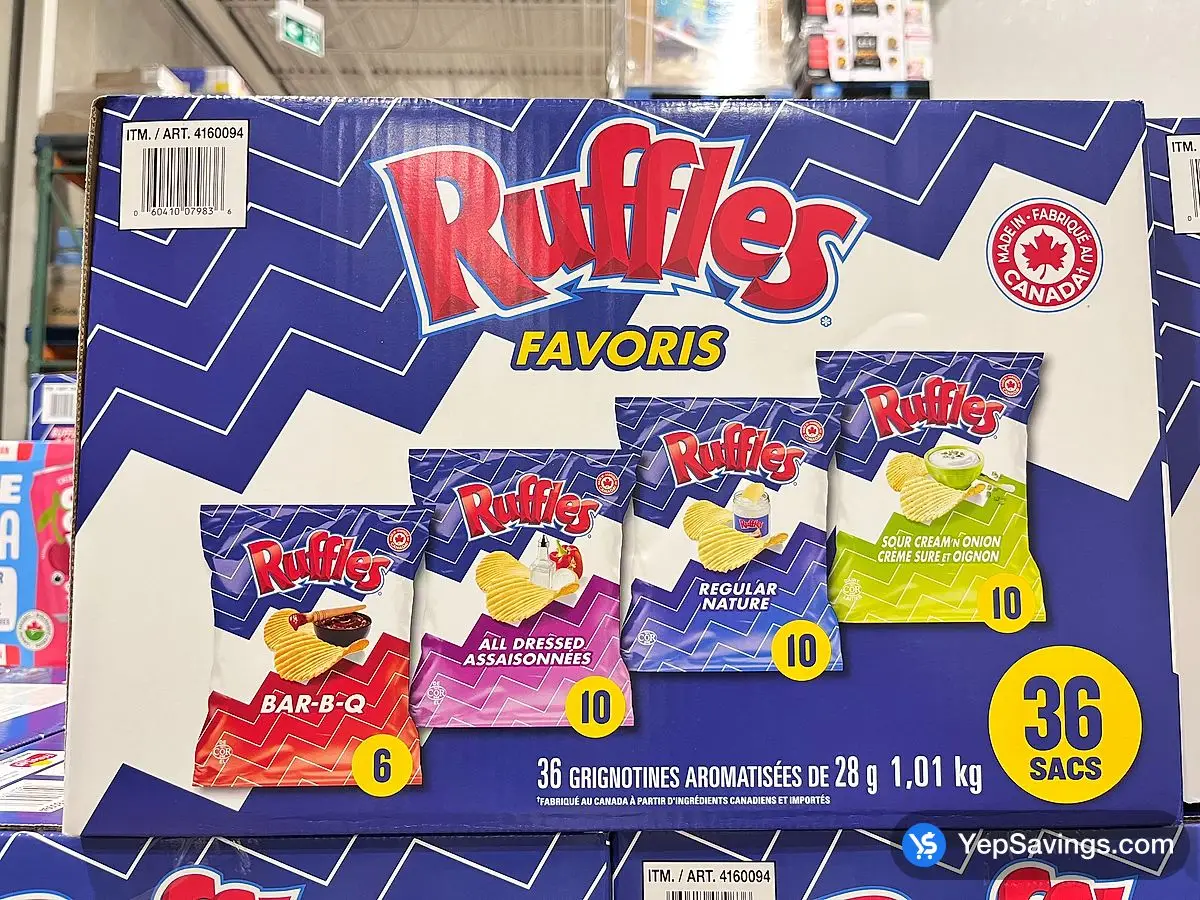 ITM. / ART. 4160094
0 60410 07983 6
Ruffles
FAVORIS
MADE IN · FABRIQUÉ AU
CANADA†
ITM.
Ruffles
SOUR CREAM 'N ONION
CRÈME SURE ET OIGNON
10
Ruffles
REGULAR
NATURE
10
Ruffles
ALL DRESSED
ASSAISONNÉES
10
Ruffles
BAR-B-Q
6
36
SACS
36 GRIGNOTINES AROMATISÉES DE 28 g 1,01 kg
†FABRIQUÉ AU CANADA À PARTIR D'INGRÉDIENTS CANADIENS ET IMPORTÉS
YepSavings.com
ITM. / ART. 4160094